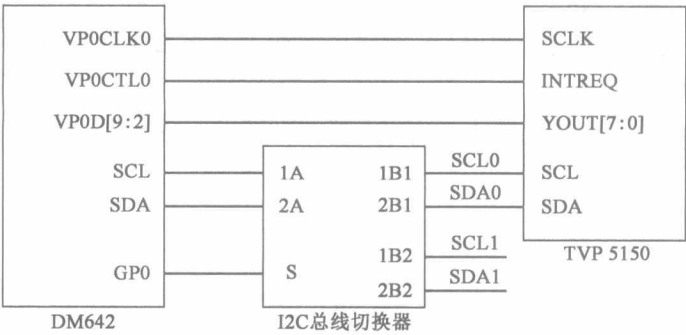 VP0CLK0 SCLK
VP0CTL0 INTREQ
VP0D[9:2] YOUT[7:0]
SCL 1A 1B1 SCL0 SCL
SDA 2A 2B1 SDA0 SDA
1B2 SCL1
GP0 S
2B2 SDA1
TVP 5150
DM642 I2C总线切换器